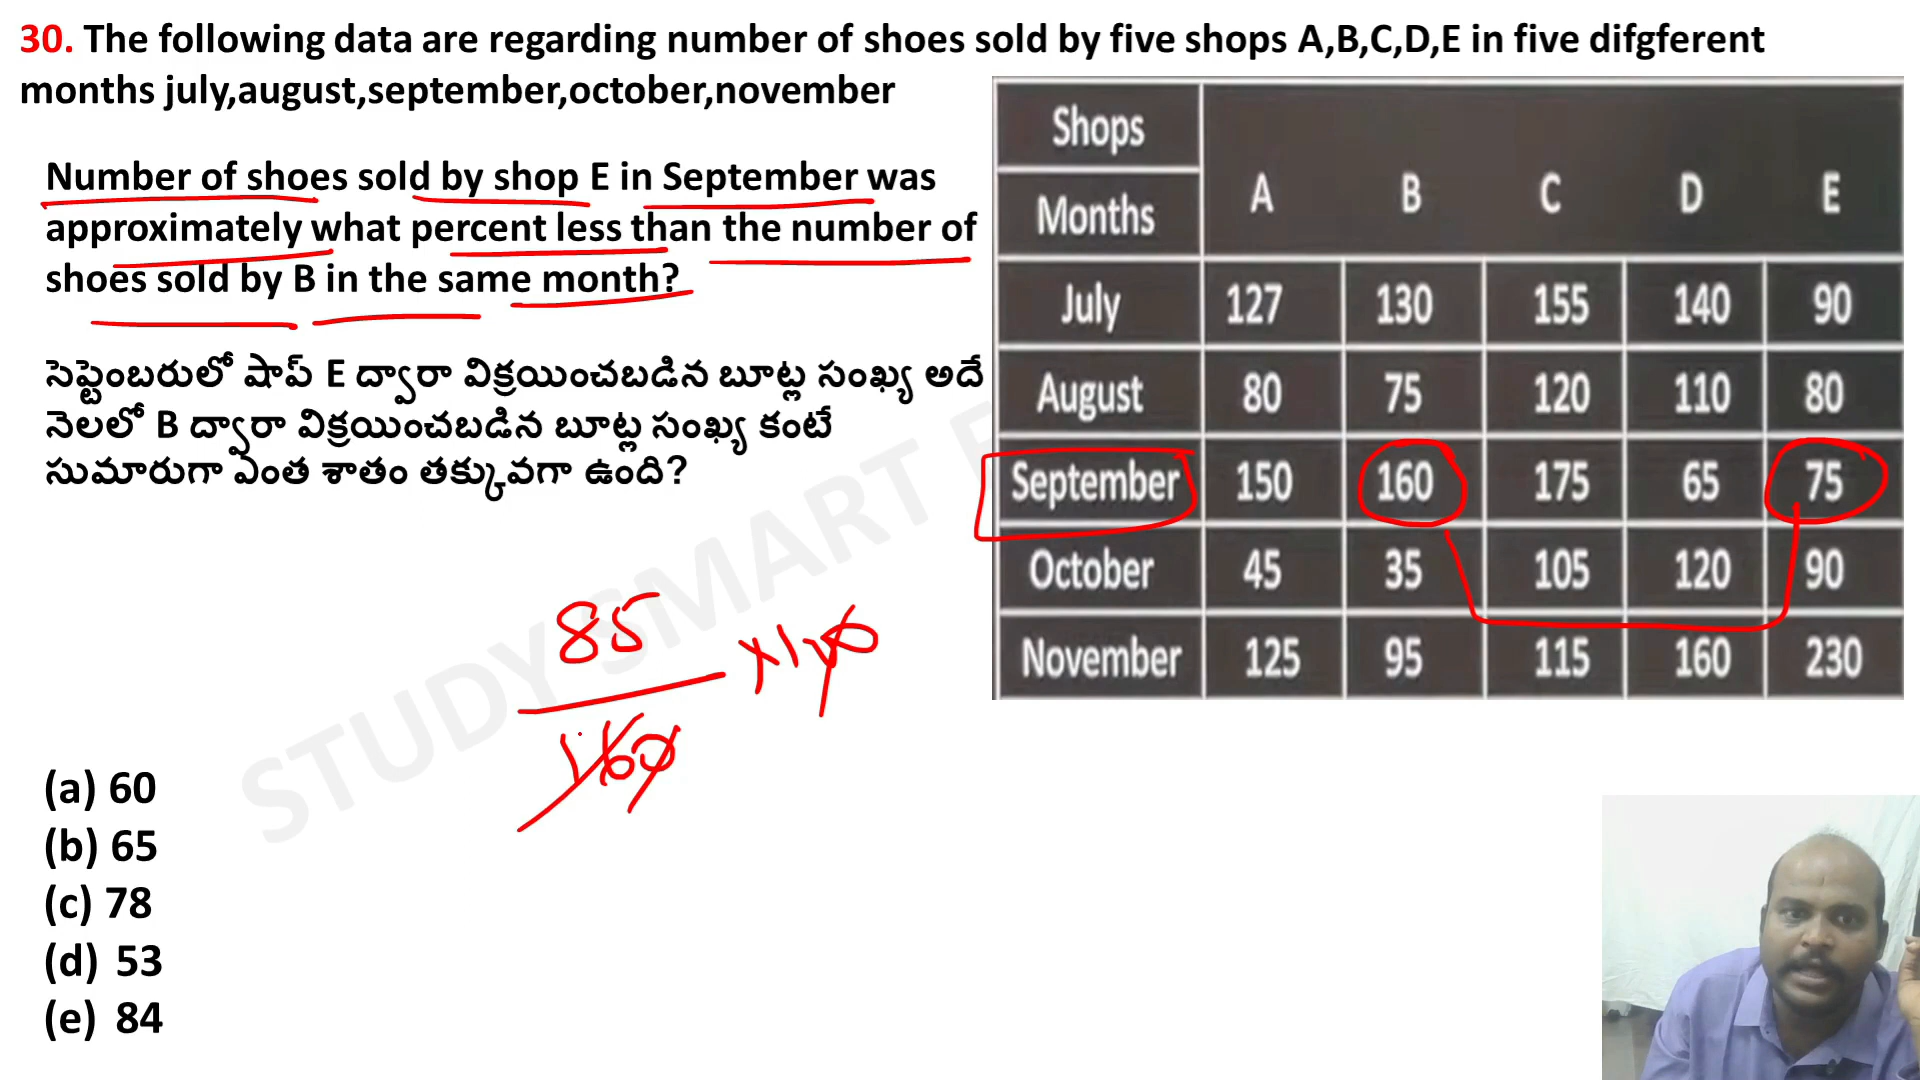 30. The following data are regarding number of shoes sold by five shops A,B,C,D,E in five difgferent
months july,august,september,october,november
Number of shoes sold by shop E in September was
approximately what percent less than the number of
shoes sold by B in the same month?
సెప్టెంబరులో షాప్ E ద్వారా విక్రయించబడిన బూట్ల సంఖ్య అదే
నెలలో B ద్వారా విక్రయించబడిన బూట్ల సంఖ్య కంటే
సుమారుగా ఎంత శాతం తక్కువగా ఉంది?
Shops
Months A B C D E
July 127 130 155 140 90
August 80 75 120 110 80
September 150 160 175 65 75
October 45 35 105 120 90
November 125 95 115 160 230
85
160
×100
(a) 60
(b) 65
(c) 78
(d) 53
(e) 84
STUDY SMART E